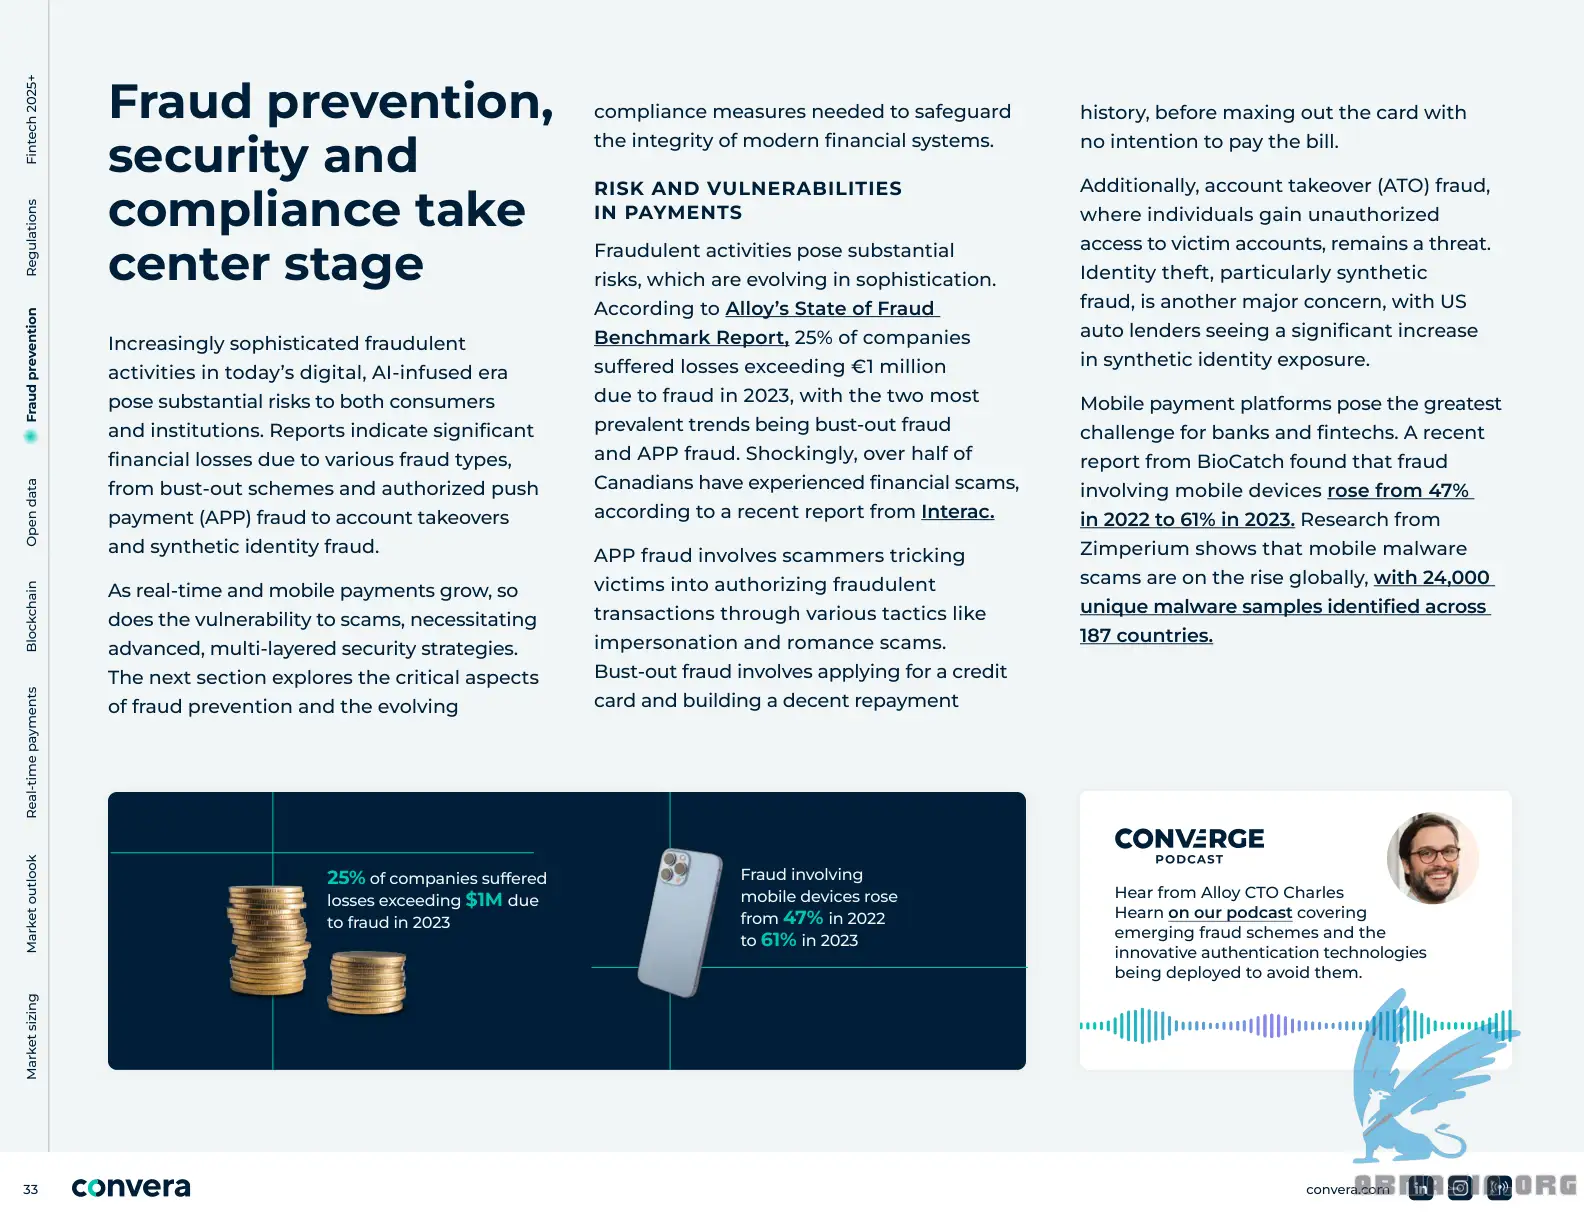 Fintech 2025+
Regulations
Fraud prevention
Open data
Blockchain
Real-time payments
Market outlook
Market sizing
Fraud prevention,
security and
compliance take
center stage
Increasingly sophisticated fraudulent
activities in today’s digital, AI-infused era
pose substantial risks to both consumers
and institutions. Reports indicate significant
financial losses due to various fraud types,
from bust-out schemes and authorized push
payment (APP) fraud to account takeovers
and synthetic identity fraud.
As real-time and mobile payments grow, so
does the vulnerability to scams, necessitating
advanced, multi-layered security strategies.
The next section explores the critical aspects
of fraud prevention and the evolving
compliance measures needed to safeguard
the integrity of modern financial systems.
RISK AND VULNERABILITIES
IN PAYMENTS
Fraudulent activities pose substantial
risks, which are evolving in sophistication.
According to Alloy’s State of Fraud
Benchmark Report, 25% of companies
suffered losses exceeding €1 million
due to fraud in 2023, with the two most
prevalent trends being bust-out fraud
and APP fraud. Shockingly, over half of
Canadians have experienced financial scams,
according to a recent report from Interac.
APP fraud involves scammers tricking
victims into authorizing fraudulent
transactions through various tactics like
impersonation and romance scams.
Bust-out fraud involves applying for a credit
card and building a decent repayment
history, before maxing out the card with
no intention to pay the bill.
Additionally, account takeover (ATO) fraud,
where individuals gain unauthorized
access to victim accounts, remains a threat.
Identity theft, particularly synthetic
fraud, is another major concern, with US
auto lenders seeing a significant increase
in synthetic identity exposure.
Mobile payment platforms pose the greatest
challenge for banks and fintechs. A recent
report from BioCatch found that fraud
involving mobile devices rose from 47%
in 2022 to 61% in 2023. Research from
Zimperium shows that mobile malware
scams are on the rise globally, with 24,000
unique malware samples identified across
187 countries.
25% of companies suffered
losses exceeding $1M due
to fraud in 2023
Fraud involving
mobile devices rose
from 47% in 2022
to 61% in 2023
CONVERGE
PODCAST
Hear from Alloy CTO Charles
Hearn on our podcast covering
emerging fraud schemes and the
innovative authentication technologies
being deployed to avoid them.
33
convera
convera.com